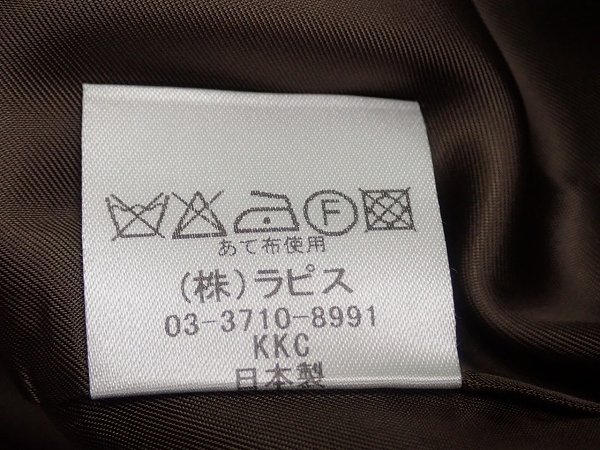 F
あて布使用
(株)ラピス
03-3710-8991
KKC
日本製